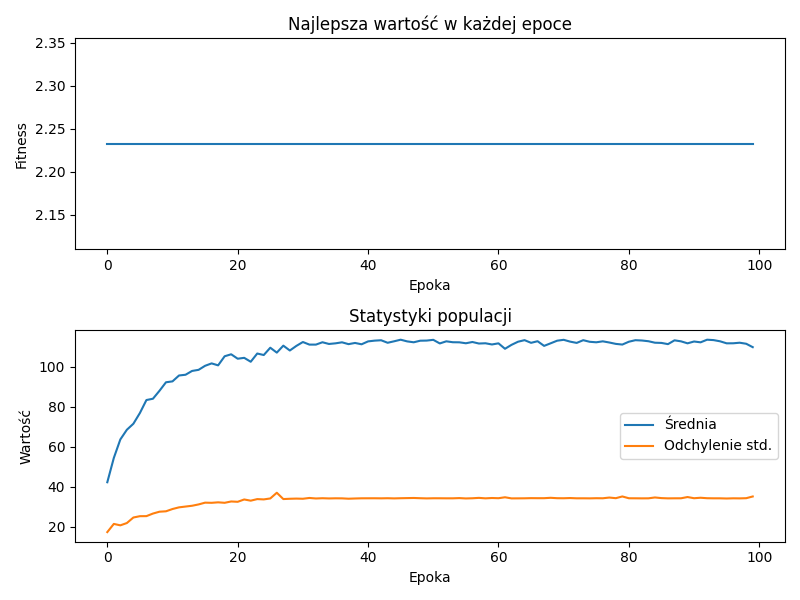 Najlepsza wartość w każdej epoce
2.35
2.30
2.25
2.20
2.15
Fitness
0 20 40 60 80 100
Epoka
Statystyki populacji
100
80
60
40
20
Wartość
Średnia
Odchylenie std.
0 20 40 60 80 100
Epoka